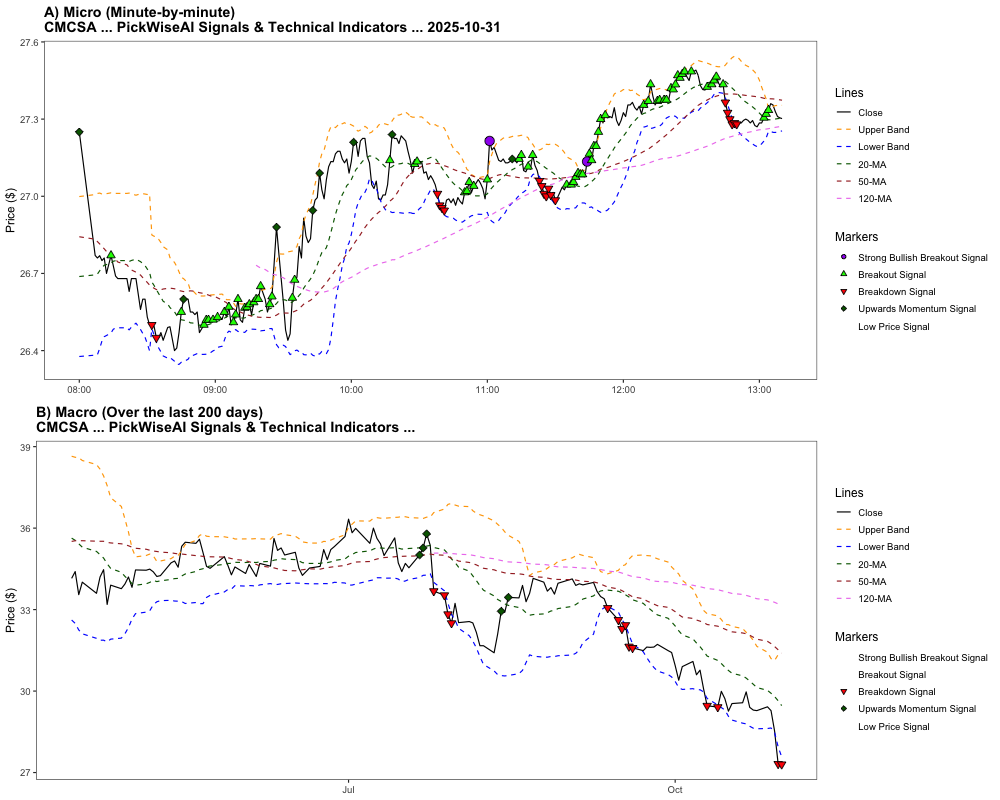 A) Micro (Minute-by-minute)
CMCSA ... PickWiseAI Signals & Technical Indicators ... 2025-10-31
27.6
27.3
27.0
26.7
26.4
Price ($)
08:00
09:00
10:00
11:00
12:00
13:00
Lines
Close
Upper Band
Lower Band
20-MA
50-MA
120-MA
Markers
Strong Bullish Breakout Signal
Breakout Signal
Breakdown Signal
Upwards Momentum Signal
Low Price Signal
B) Macro (Over the last 200 days)
CMCSA ... PickWiseAI Signals & Technical Indicators ...
39
36
33
30
27
Price ($)
Jul
Oct
Lines
Close
Upper Band
Lower Band
20-MA
50-MA
120-MA
Markers
Strong Bullish Breakout Signal
Breakout Signal
Breakdown Signal
Upwards Momentum Signal
Low Price Signal